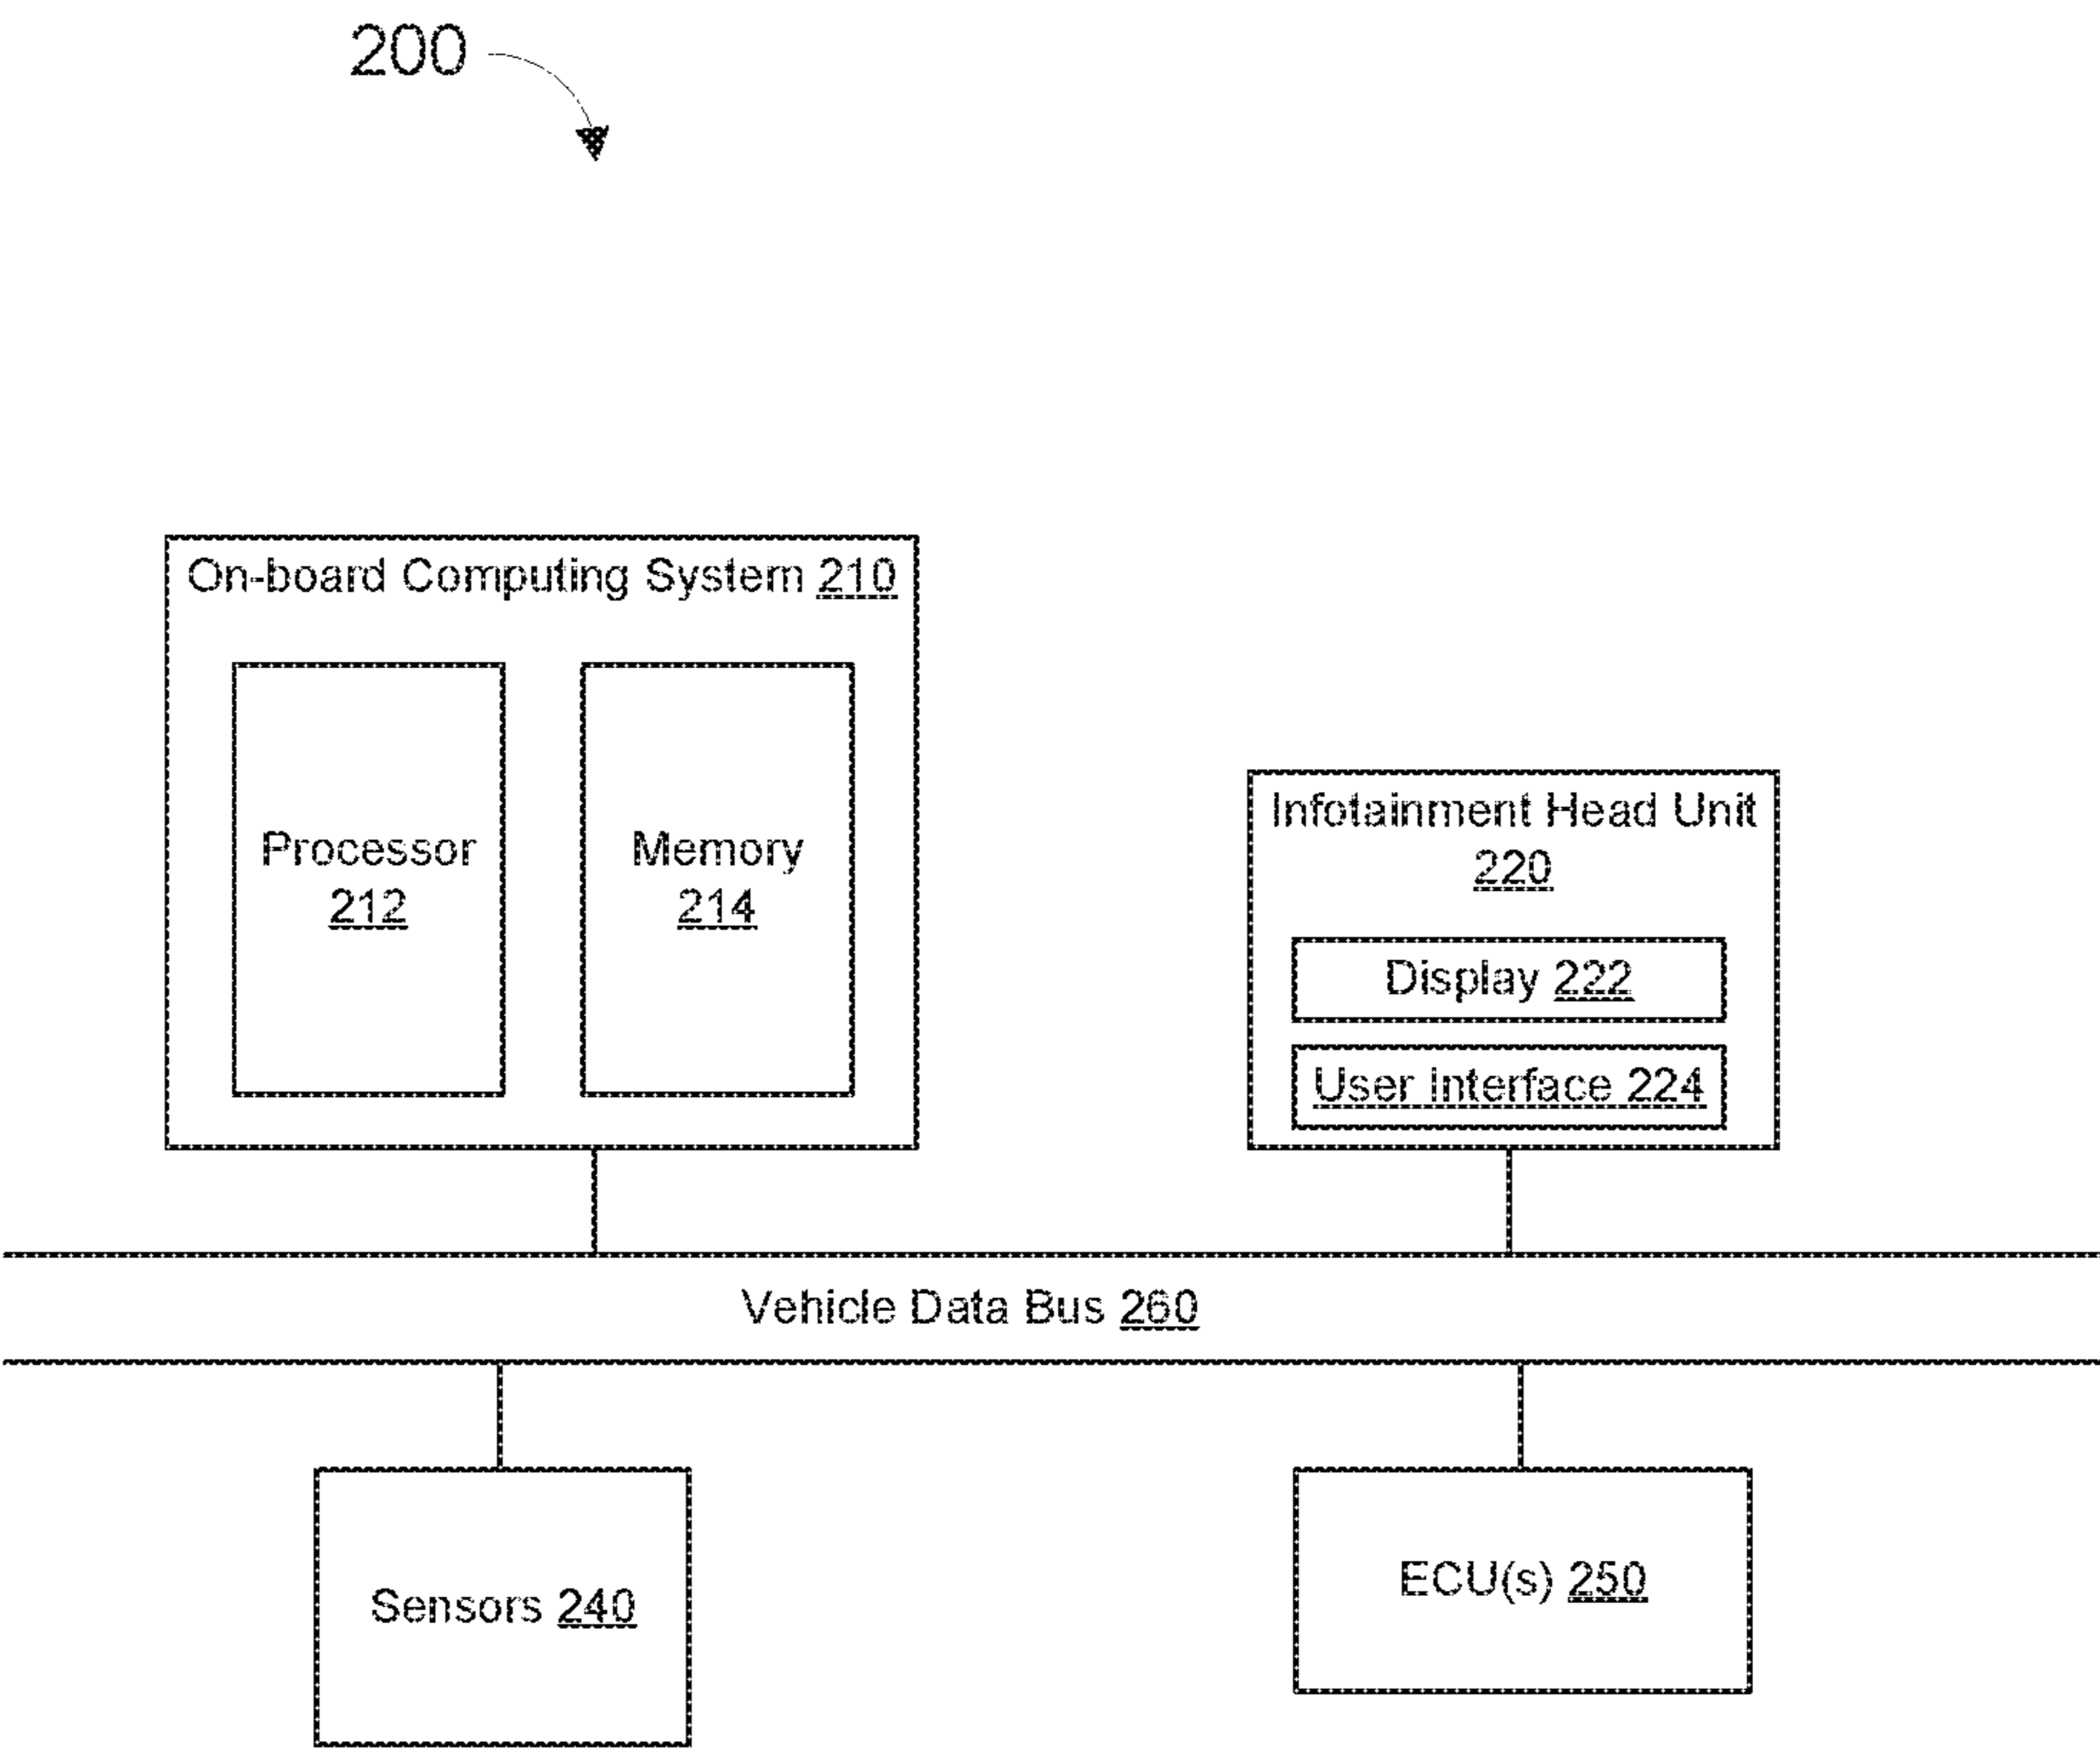 200
On-board Computing System 210
Processor
212
Memory
214
Infotainment Head Unit
220
Display 222
User Interface 224
Vehicle Data Bus 260
Sensors 240
ECU(s) 250